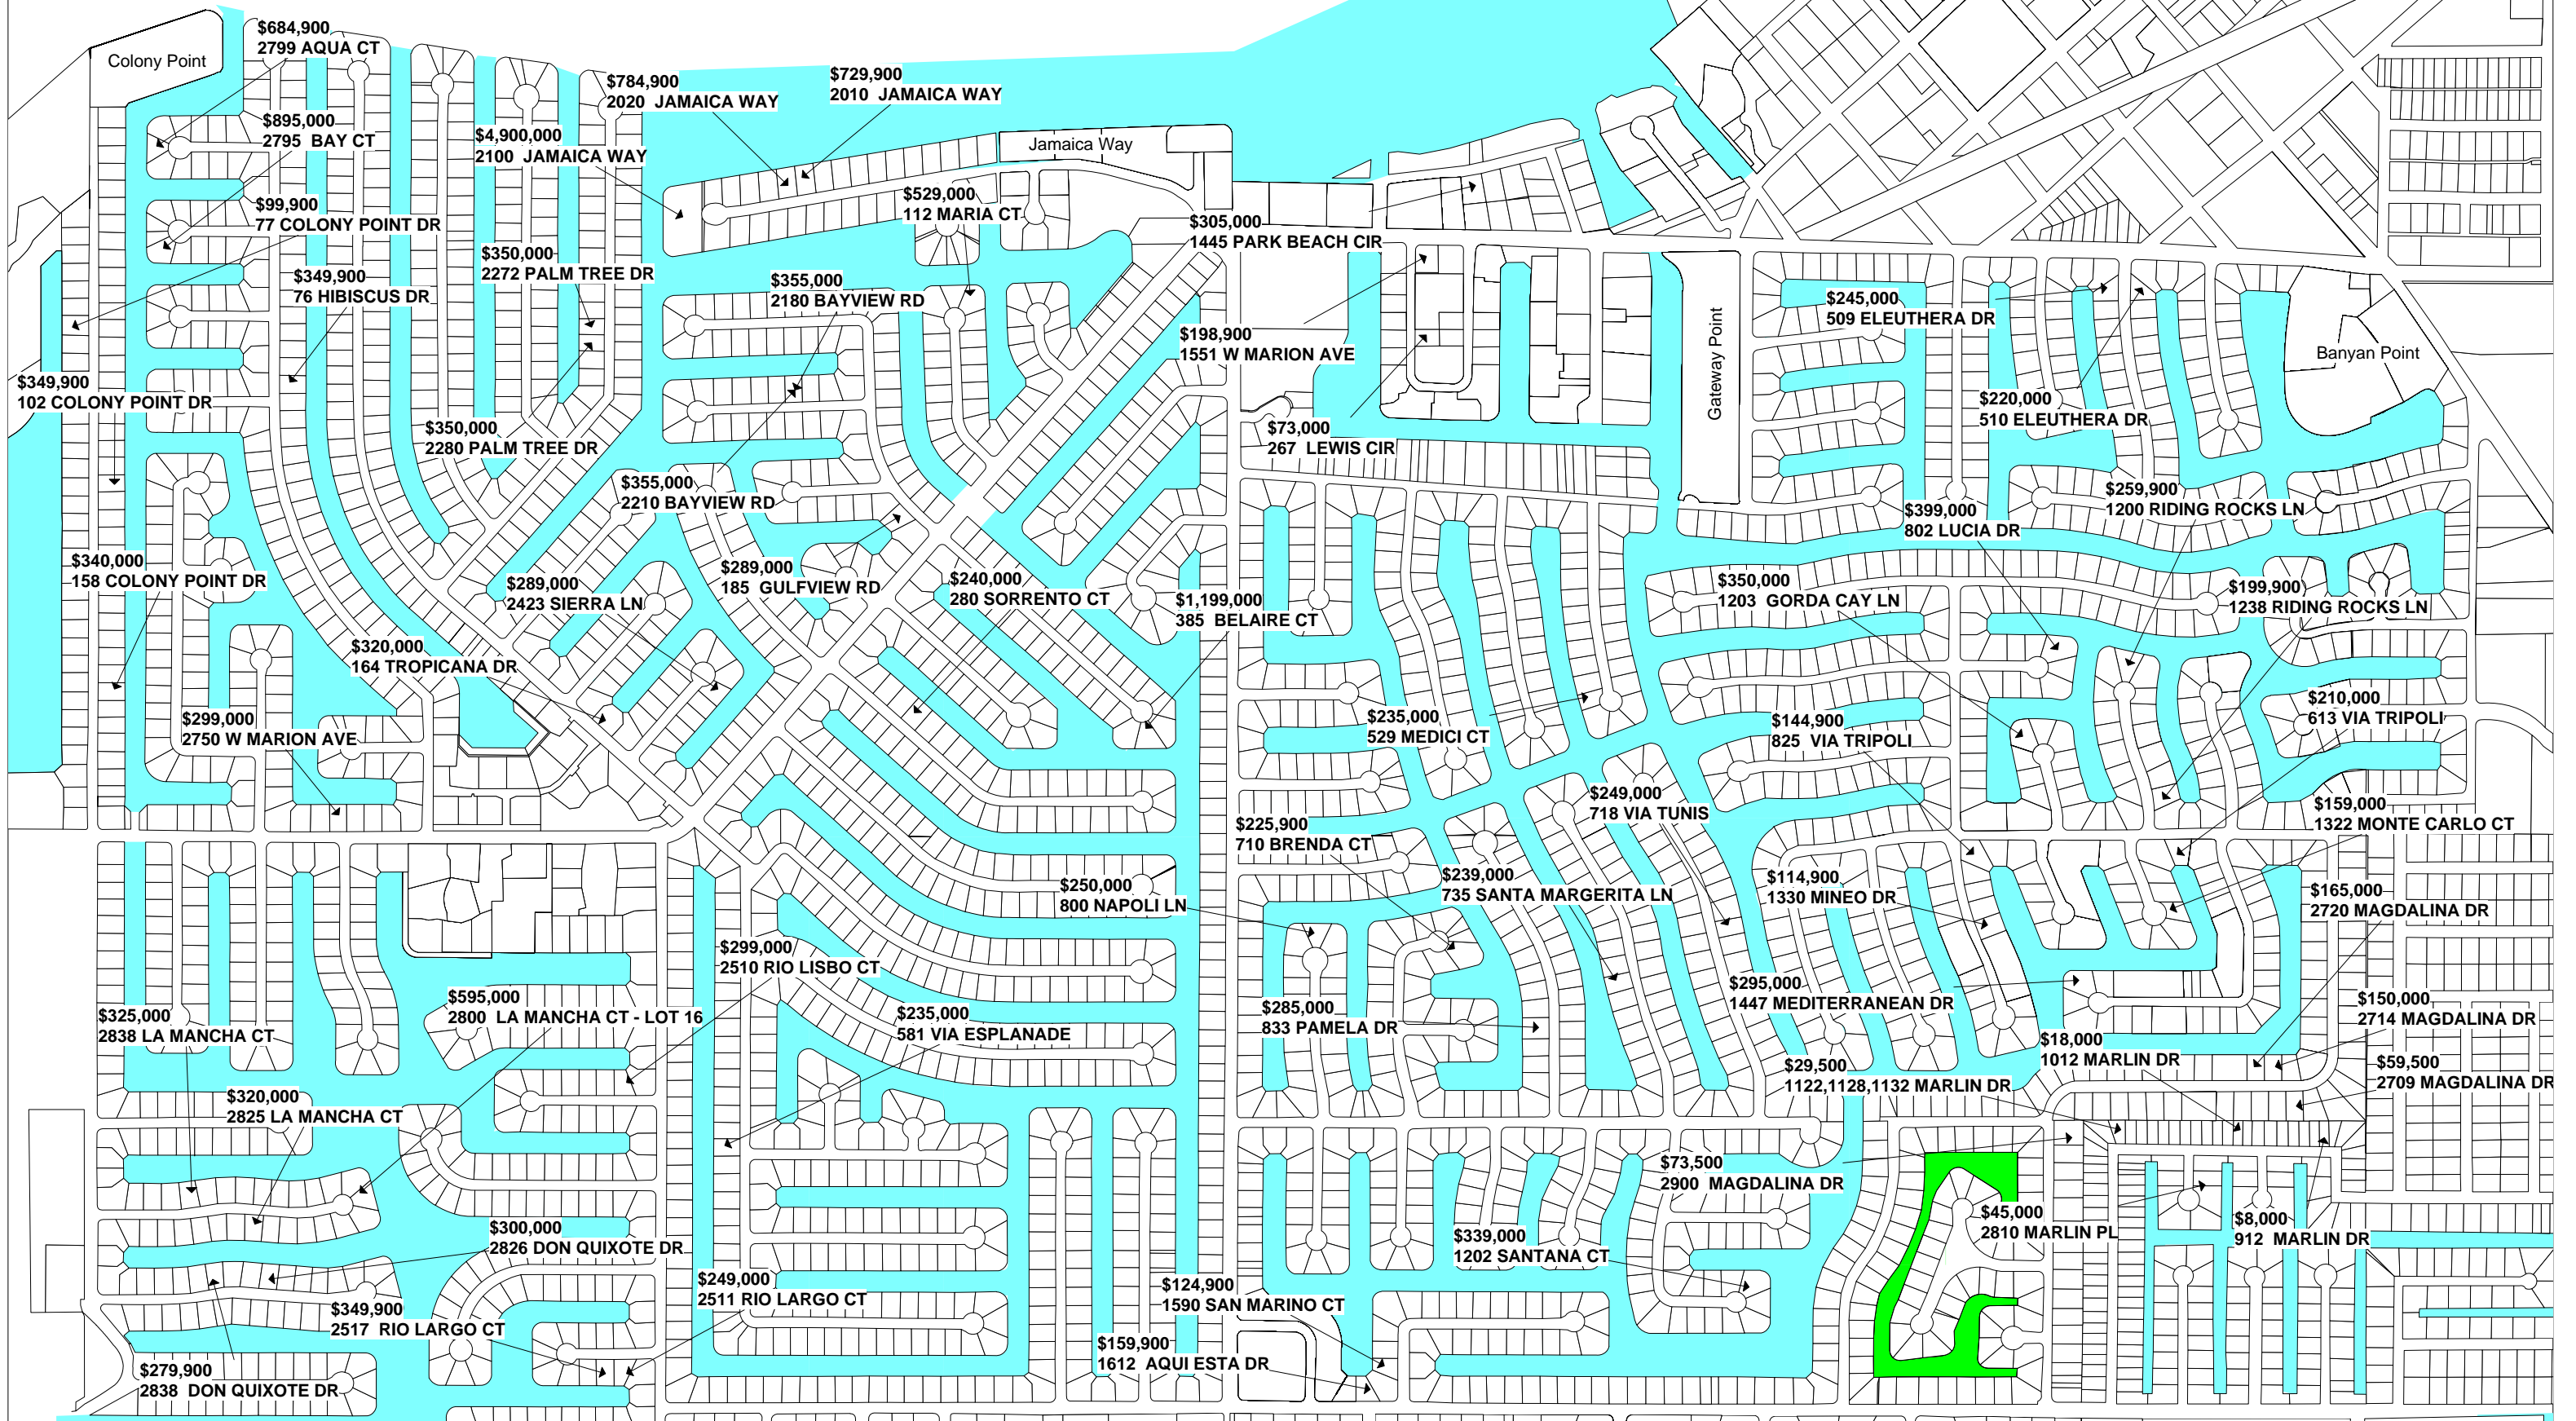 Colony Point
$684,900
2799 AQUA CT
$784,900
2020 JAMAICA WAY
$729,900
2010 JAMAICA WAY
$895,000
2795 BAY CT
$4,900,000
2100 JAMAICA WAY
Jamaica Way
$99,900
77 COLONY POINT DR
$529,000
112 MARIA CT
$305,000
1445 PARK BEACH CIR
$350,000
2272 PALM TREE DR
$349,900
76 HIBISCUS DR
$355,000
2180 BAYVIEW RD
$245,000
509 ELEUTHERA DR
$198,900
1551 W MARION AVE
Gateway Point
Banyan Point
$349,900
102 COLONY POINT DR
$220,000
510 ELEUTHERA DR
$350,000
2280 PALM TREE DR
$73,000
267 LEWIS CIR
$355,000
2210 BAYVIEW RD
$259,900
1200 RIDING ROCKS LN
$399,000
802 LUCIA DR
$340,000
158 COLONY POINT DR
$289,000
2423 SIERRA LN
$289,000
185 GULFVIEW RD
$240,000
280 SORRENTO CT
$350,000
1203 GORDA CAY LN
$199,900
1238 RIDING ROCKS LN
$1,199,000
385 BELAIRE CT
$320,000
164 TROPICANA DR
$299,000
2750 W MARION AVE
$235,000
529 MEDICI CT
$144,900
825 VIA TRIPOLI
$210,000
613 VIA TRIPOLI
$249,000
718 VIA TUNIS
$159,000
1322 MONTE CARLO CT
$225,900
710 BRENDA CT
$239,000
735 SANTA MARGERITA LN
$114,900
1330 MINEO DR
$250,000
800 NAPOLI LN
$165,000
2720 MAGDALINA DR
$299,000
2510 RIO LISBO CT
$295,000
1447 MEDITERRANEAN DR
$595,000
2800 LA MANCHA CT - LOT 16
$325,000
2838 LA MANCHA CT
$235,000
581 VIA ESPLANADE
$285,000
833 PAMELA DR
$150,000
2714 MAGDALINA DR
$18,000
1012 MARLIN DR
$29,500
1122,1128,1132 MARLIN DR
$59,500
2709 MAGDALINA DR
$320,000
2825 LA MANCHA CT
$73,500
2900 MAGDALINA DR
$45,000
2810 MARLIN PL
$8,000
912 MARLIN DR
$300,000
2826 DON QUIXOTE DR
$339,000
1202 SANTANA CT
$249,000
2511 RIO LARGO CT
$124,900
1590 SAN MARINO CT
$349,900
2517 RIO LARGO CT
$159,900
1612 AQUI ESTA DR
$279,900
2838 DON QUIXOTE DR